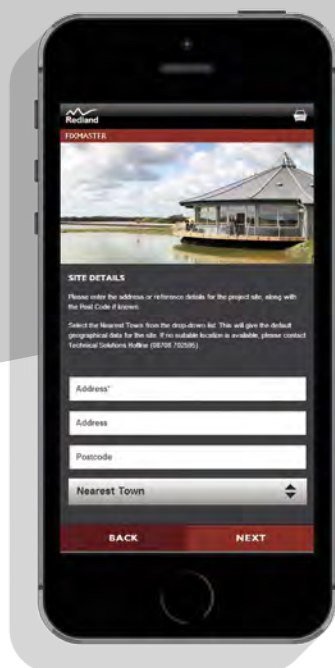 Redland
FIXMASTER
SITE DETAILS
Please enter the address or reference details for the project site, along with
the Post Code if known.
Select the Nearest Town from the drop-down list. This will give the default
geographical data for the site. If no suitable location is available, please contact
Technical Solutions Hotline (08708 702595)
Address*
Address
Postcode
Nearest Town
BACK NEXT